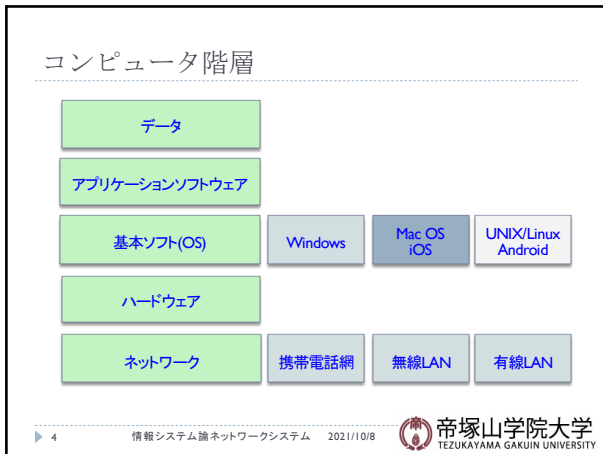 コンピュータ階層
データ
アプリケーションソフトウェア
基本ソフト(OS)
Windows
Mac OS
iOS
UNIX/Linux
Android
ハードウェア
ネットワーク
携帯電話網
無線LAN
有線LAN
4
情報システム論ネットワークシステム 2021/10/8
帝塚山学院大学
TEZUKAYAMA GAKUIN UNIVERSITY